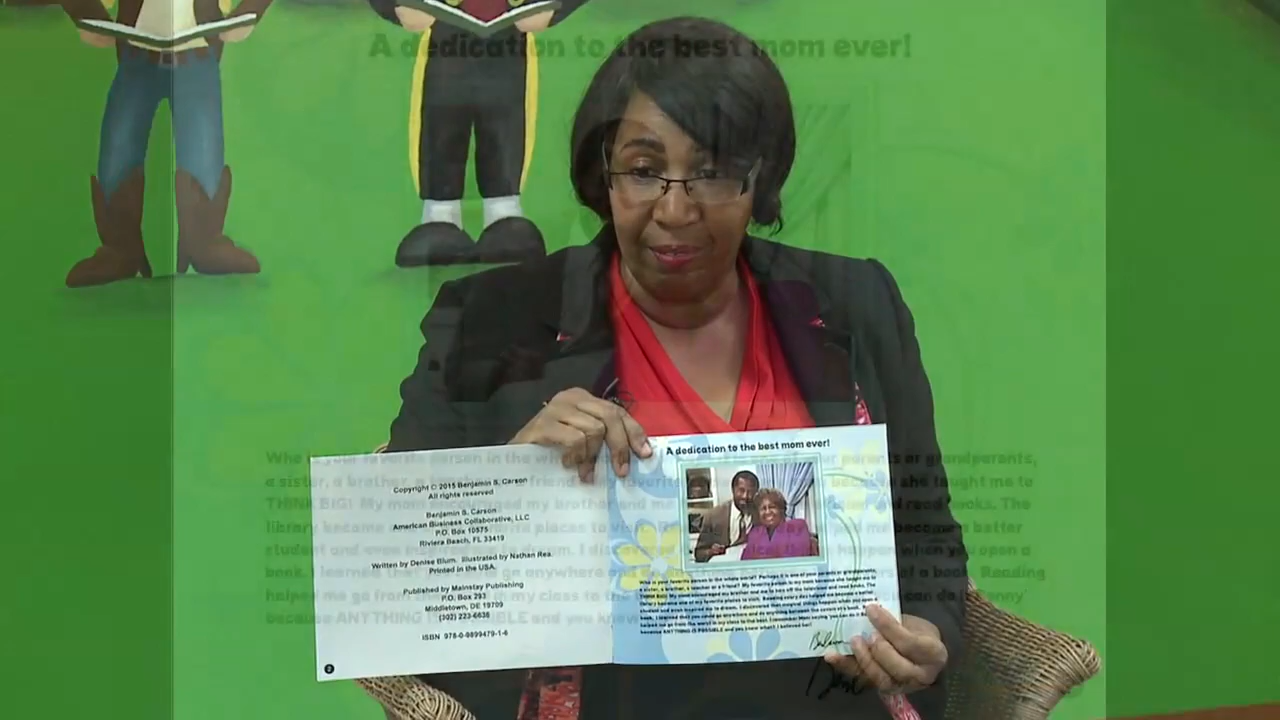 A dedication to the best mom ever!
Copyright © 2015 Benjamin S. Carson
All rights reserved
Benjamin S. Carson
American Business Collaborative, LLC
P.O. Box 10575
Riviera Beach, FL 33419
Written by Denise Blum. Illustrated by Nathan Rea.
Printed in the USA.
Published by Mainstay Publishing
P.O. Box 293
Middletown, DE 19709
(302) 223-6636
ISBN 978-0-9899479-1-6
2
A dedication to the best mom ever!
Who is your favorite person in the whole world? Perhaps it is one of your parents or grandparents,
a sister, a brother, a teacher or a friend? My favorite person is my mom because she taught me to
THINK BIG! My mom encouraged my brother and me to turn off the television and read books. The
library became one of my favorite places to visit. Reading every day helped me become a better
student and even inspired me to dream. I discovered that magical things happen when you open a
book. I learned that you could go anywhere and do anything between the covers of a book. Reading
helped me go from the worst in my class to the best. I remember Mom saying 'you can do it Benny'
because ANYTHING IS POSSIBLE and you know what? I believed her!